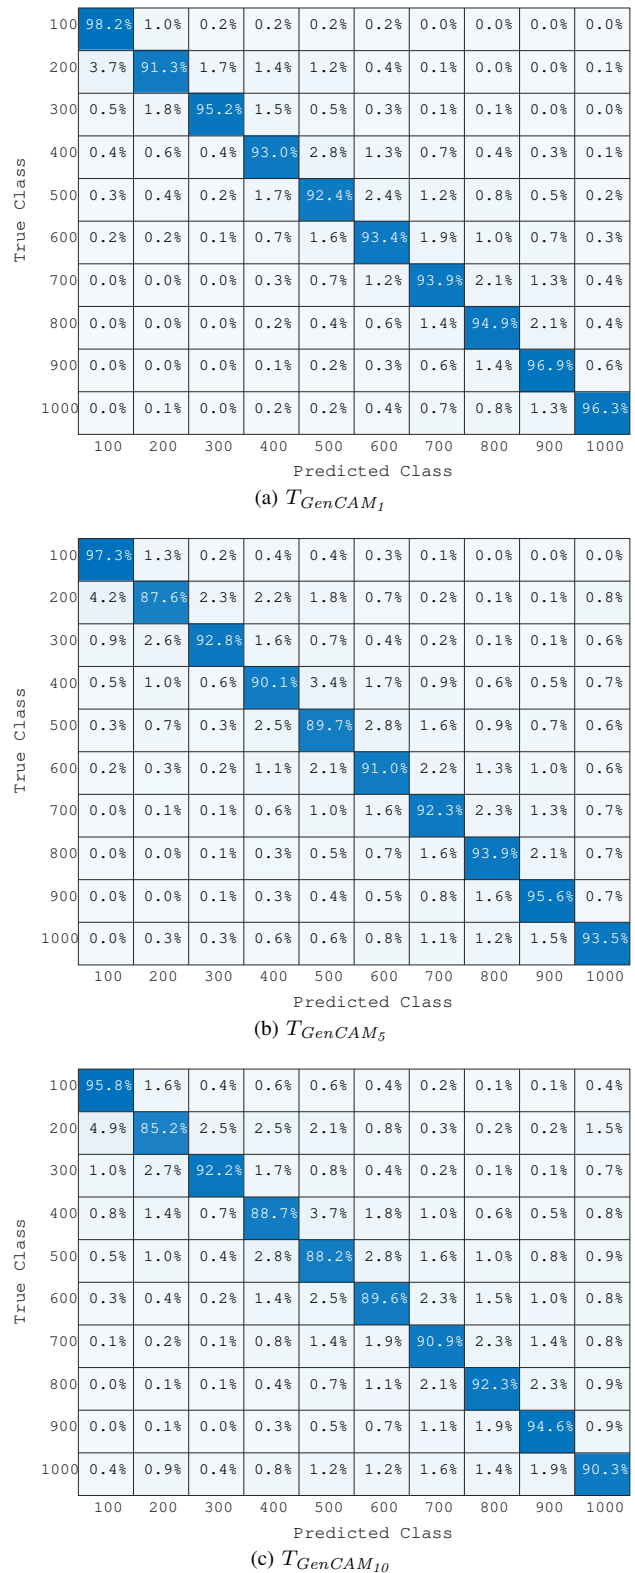 100 98.2% 1.0% 0.2% 0.2% 0.2% 0.1% 0.0% 0.0% 0.0% 0.0%
200 3.7% 91.3% 1.7% 1.4% 1.2% 0.4% 0.1% 0.0% 0.0% 0.1%
300 0.5% 1.8% 95.2% 1.5% 0.5% 0.3% 0.1% 0.1% 0.0% 0.0%
400 0.4% 0.6% 0.4% 93.0% 2.8% 1.3% 0.7% 0.4% 0.3% 0.1%
500 0.3% 0.4% 0.2% 1.7% 92.4% 2.4% 1.2% 0.8% 0.5% 0.2%
600 0.2% 0.2% 0.1% 0.7% 1.6% 93.4% 1.9% 1.0% 0.7% 0.3%
700 0.0% 0.0% 0.0% 0.3% 0.7% 1.2% 93.9% 2.1% 1.3% 0.4%
800 0.0% 0.0% 0.0% 0.2% 0.4% 0.6% 1.4% 94.9% 2.1% 0.4%
900 0.0% 0.0% 0.0% 0.1% 0.2% 0.3% 0.6% 1.4% 96.9% 0.6%
1000 0.0% 0.1% 0.0% 0.2% 0.2% 0.4% 0.7% 0.8% 1.3% 96.3%
True Class
100 200 300 400 500 600 700 800 900 1000
Predicted Class
(a) T_{GenCAM_1}
100 97.3% 1.3% 0.2% 0.4% 0.4% 0.3% 0.1% 0.0% 0.0% 0.0%
200 4.2% 87.6% 2.3% 2.2% 1.8% 0.7% 0.2% 0.1% 0.1% 0.8%
300 0.9% 2.6% 92.8% 1.6% 0.7% 0.4% 0.2% 0.1% 0.1% 0.6%
400 0.5% 1.0% 0.6% 90.1% 3.4% 1.7% 0.9% 0.6% 0.5% 0.7%
500 0.3% 0.7% 0.3% 2.5% 89.7% 2.8% 1.6% 0.9% 0.7% 0.6%
600 0.2% 0.3% 0.2% 1.1% 2.1% 91.0% 2.2% 1.3% 1.0% 0.6%
700 0.0% 0.1% 0.1% 0.6% 1.0% 1.6% 92.3% 2.3% 1.3% 0.7%
800 0.0% 0.0% 0.1% 0.3% 0.5% 0.7% 1.6% 93.9% 2.1% 0.7%
900 0.0% 0.0% 0.1% 0.3% 0.4% 0.5% 0.8% 1.6% 95.6% 0.7%
1000 0.0% 0.3% 0.3% 0.6% 0.6% 0.8% 1.1% 1.2% 1.5% 93.5%
True Class
100 200 300 400 500 600 700 800 900 1000
Predicted Class
(b) T_{GenCAM_5}
100 95.8% 1.6% 0.4% 0.6% 0.6% 0.4% 0.2% 0.1% 0.1% 0.4%
200 4.9% 85.2% 2.5% 2.5% 2.1% 0.8% 0.3% 0.2% 0.2% 1.5%
300 1.0% 2.7% 92.2% 1.7% 0.8% 0.4% 0.2% 0.1% 0.1% 0.7%
400 0.8% 1.4% 0.7% 88.7% 3.7% 1.8% 1.0% 0.6% 0.5% 0.8%
500 0.5% 1.0% 0.4% 2.8% 88.2% 2.8% 1.6% 1.0% 0.8% 0.9%
600 0.3% 0.4% 0.2% 1.4% 2.5% 89.6% 2.3% 1.5% 1.0% 0.8%
700 0.1% 0.2% 0.1% 0.8% 1.4% 1.9% 90.9% 2.3% 1.4% 0.8%
800 0.0% 0.1% 0.1% 0.4% 0.7% 1.1% 2.1% 92.3% 2.3% 0.9%
900 0.0% 0.1% 0.0% 0.3% 0.5% 0.7% 1.1% 1.9% 94.6% 0.9%
1000 0.4% 0.9% 0.4% 0.8% 1.2% 1.2% 1.6% 1.4% 1.9% 90.3%
True Class
100 200 300 400 500 600 700 800 900 1000
Predicted Class
(c) T_{GenCAM_{10}}